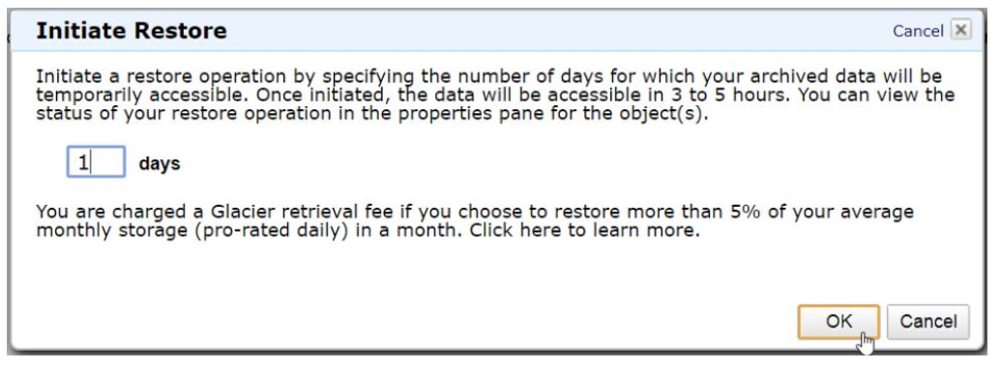 Initiate Restore
Cancel
Initiate a restore operation by specifying the number of days for which your archived data will be
temporarily accessible. Once initiated, the data will be accessible in 3 to 5 hours. You can view the
status of your restore operation in the properties pane for the object(s).
1 days
You are charged a Glacier retrieval fee if you choose to restore more than 5% of your average
monthly storage (pro-rated daily) in a month. Click here to learn more.
OK Cancel